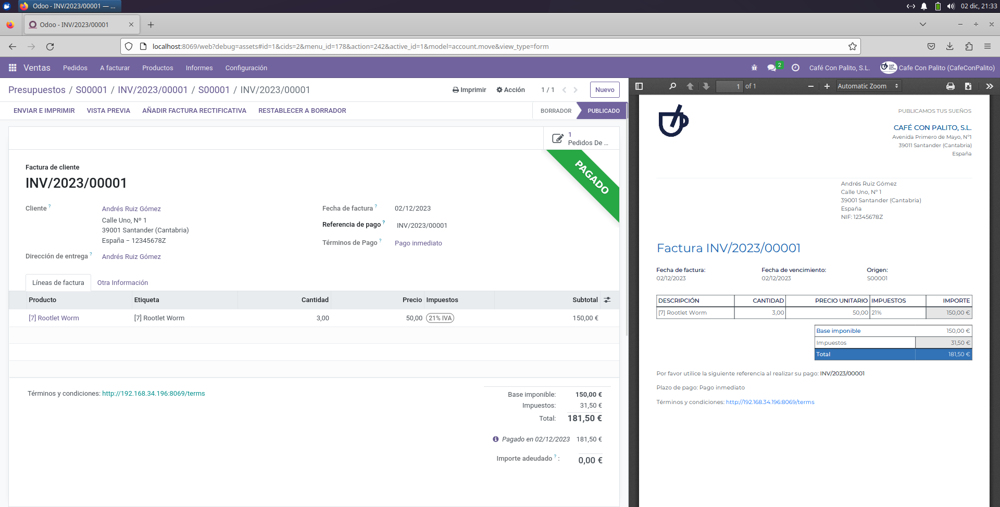 Odoo - INV/2023/00001 — ...
02 dic, 21:33
Odoo - INV/2023/00001
localhost:8069/web?debug=assets#id=1&cids=2&menu_id=178&action=242&active_id=1&model=account.move&view_type=form
Ventas Pedidos A facturar Productos Informes Configuración 2 Café Con Palito, S.L. CAFÉ CON PALITO Cafe Con Palito (CafeConPalito)
Presupuestos / S00001 / INV/2023/00001 / S00001 / INV/2023/00001 Imprimir Acción 1 / 1 Nuevo
ENVIAR E IMPRIMIR VISTA PREVIA AÑADIR FACTURA RECTIFICATIVA RESTABLECER A BORRADOR BORRADOR PUBLICADO
1
Pedidos De ...
PAGADO
Factura de cliente
INV/2023/00001
Cliente ? Andrés Ruiz Gómez
Calle Uno, Nº 1
39001 Santander (Cantabria)
España – 12345678Z
Dirección de entrega ? Andrés Ruiz Gómez
Fecha de factura ? 02/12/2023
Referencia de pago ? INV/2023/00001
Términos de Pago ? Pago inmediato
Líneas de factura Otra Información
Producto Etiqueta Cantidad Precio Impuestos Subtotal
[7] Rootlet Worm [7] Rootlet Worm 3,00 50,00 21% IVA 150,00 €
Términos y condiciones: http://192.168.34.196:8069/terms
Base imponible: 150,00 €
Impuestos: 31,50 €
Total: 181,50 €
Pagado en 02/12/2023 181,50 €
Importe adeudado ? : 0,00 €
1 of 1 Automatic Zoom
PUBLICAMOS TUS SUEÑOS
CAFÉ CON PALITO, S.L.
Avenida Primero de Mayo, Nº1
39011 Santander (Cantabria)
España
Andrés Ruiz Gómez
Calle Uno, Nº 1
39001 Santander (Cantabria)
España
NIF: 12345678Z
Factura INV/2023/00001
Fecha de factura: Fecha de vencimiento: Origen:
02/12/2023 02/12/2023 S00001
DESCRIPCIÓN CANTIDAD PRECIO UNITARIO IMPUESTOS IMPORTE
[7] Rootlet Worm 3,00 50,00 21% 150,00 €
Base imponible 150,00 €
Impuestos 31,50 €
Total 181,50 €
Por favor utilice la siguiente referencia al realizar su pago: INV/2023/00001
Plazo de pago: Pago inmediato
Términos y condiciones: http://192.168.34.196:8069/terms